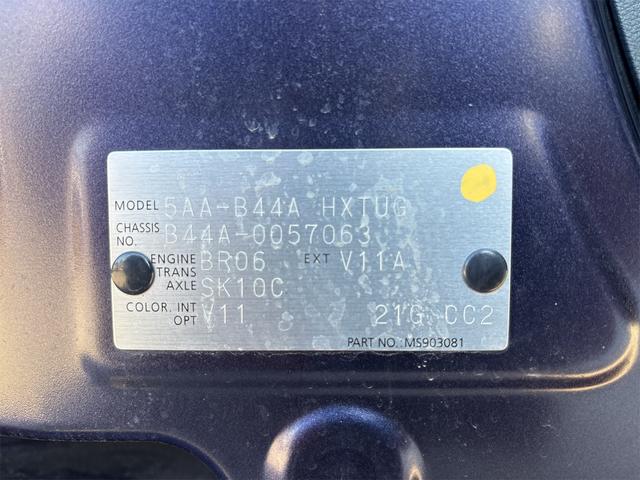 MODEL 5AA-B44A HXTUG
CHASSIS NO. B44A-0057063
ENGINE BR06 EXT V11A
TRANS AXLE SK10C
COLOR. INT V11
OPT 21G CC2
PART NO.:MS903081